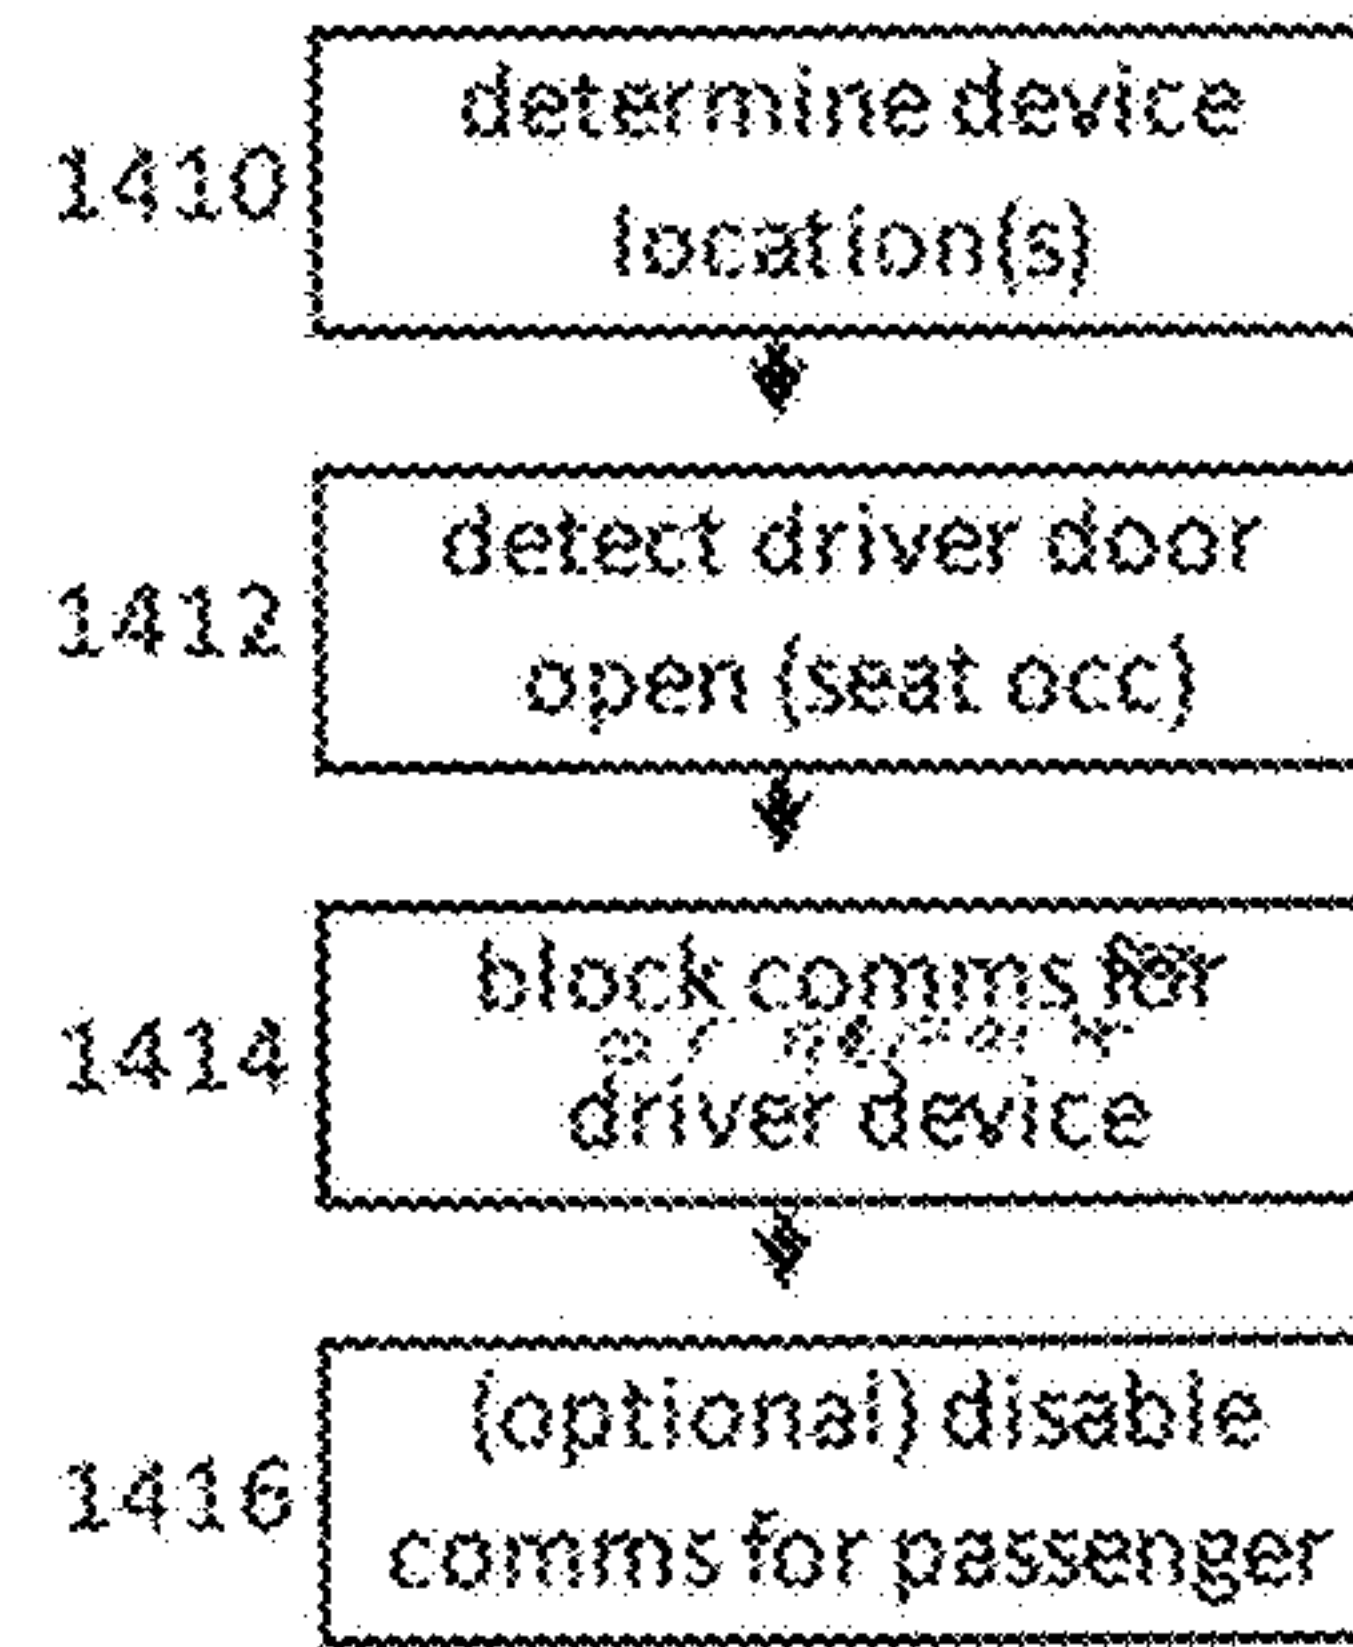 1410
determine device
location(s)
1412
detect driver door
open (seat occ)
1414
block comms for
driver device
1416
(optional) disable
comms for passenger